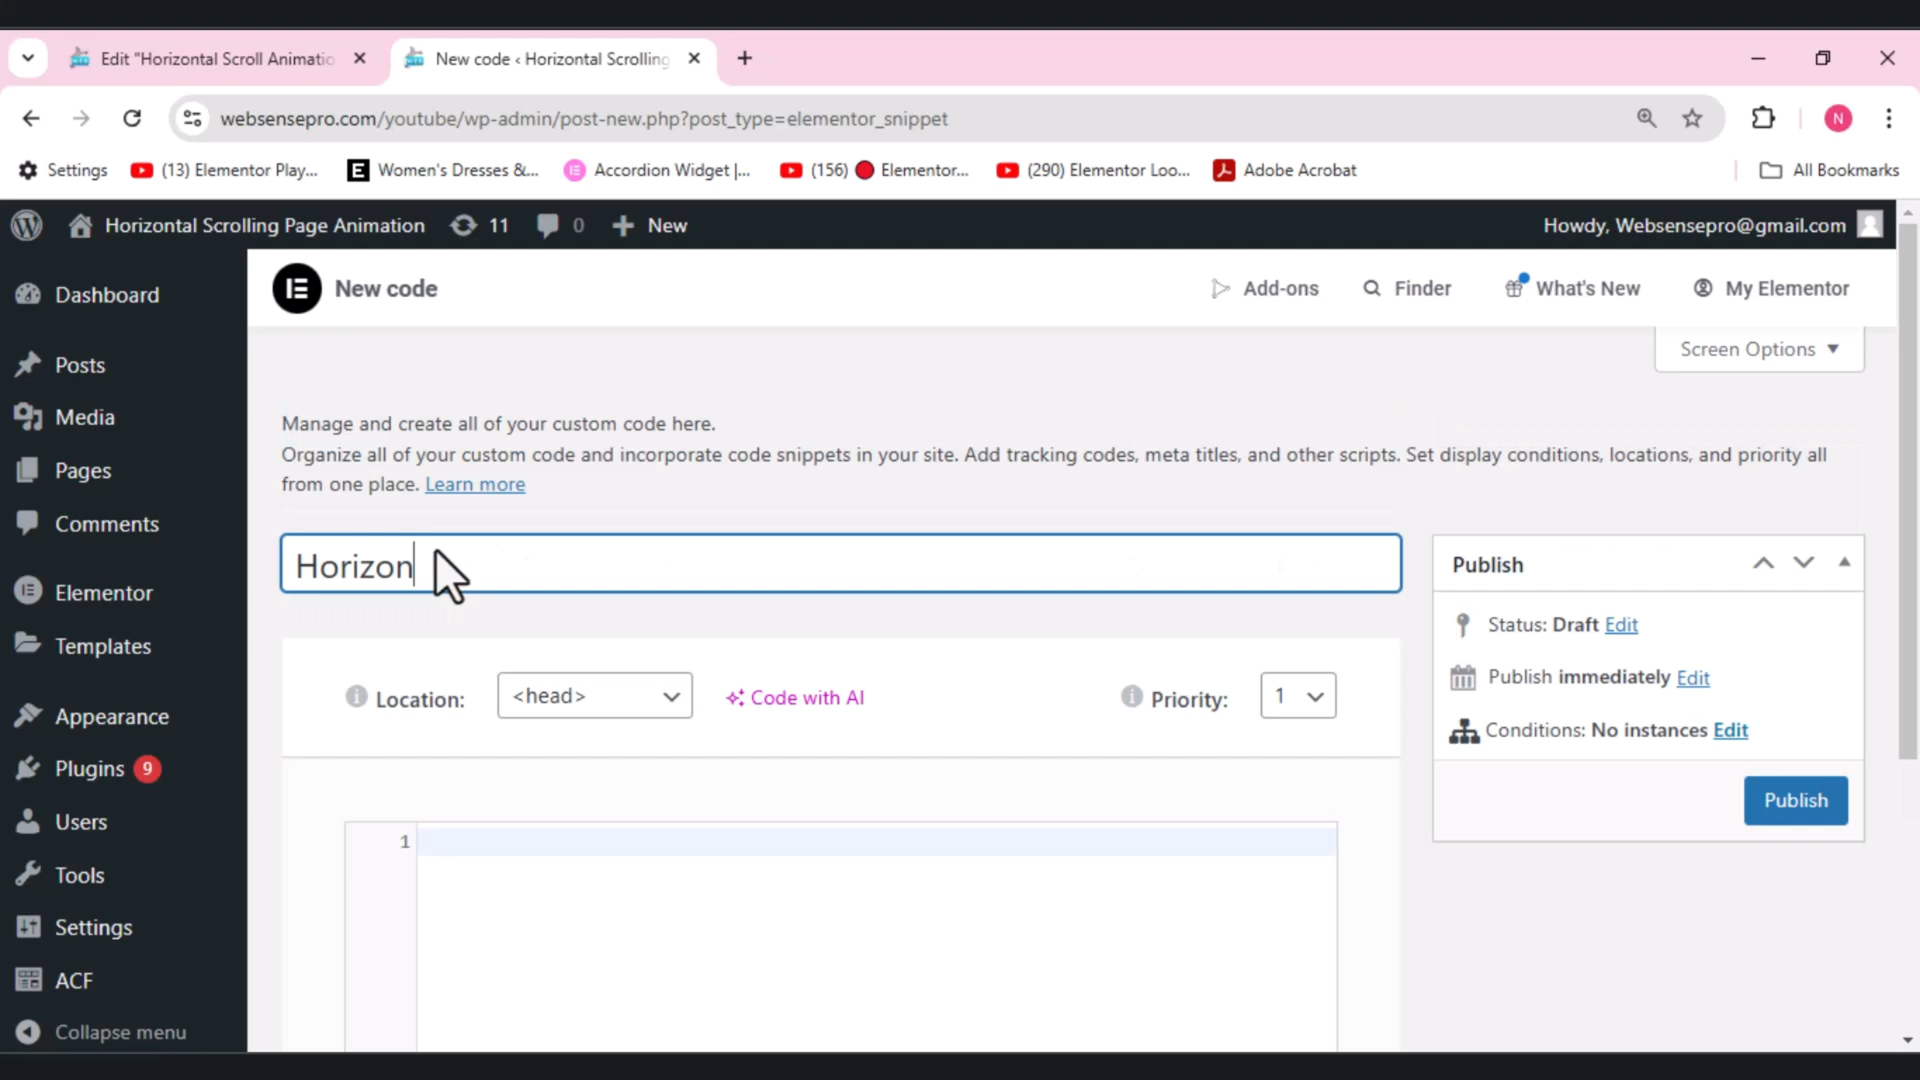 Edit "Horizontal Scroll Animatio
New code ‹ Horizontal Scrolling
websensepro.com/youtube/wp-admin/post-new.php?post_type=elementor_snippet
N
Settings
(13) Elementor Play...
Women's Dresses &...
Accordion Widget |...
(156) 🔴 Elementor...
(290) Elementor Loo...
Adobe Acrobat
All Bookmarks
Horizontal Scrolling Page Animation
11
0
New
Howdy, Websensepro@gmail.com
Dashboard
Posts
Media
Pages
Comments
Elementor
Templates
Appearance
Plugins 9
Users
Tools
Settings
ACF
Collapse menu
New code
Add-ons
Finder
What's New
My Elementor
Screen Options
Manage and create all of your custom code here.
Organize all of your custom code and incorporate code snippets in your site. Add tracking codes, meta titles, and other scripts. Set display conditions, locations, and priority all
from one place. Learn more
Horizon
Location:
<head>
Code with AI
Priority:
1
1
Publish
Status: Draft Edit
Publish immediately Edit
Conditions: No instances Edit
Publish